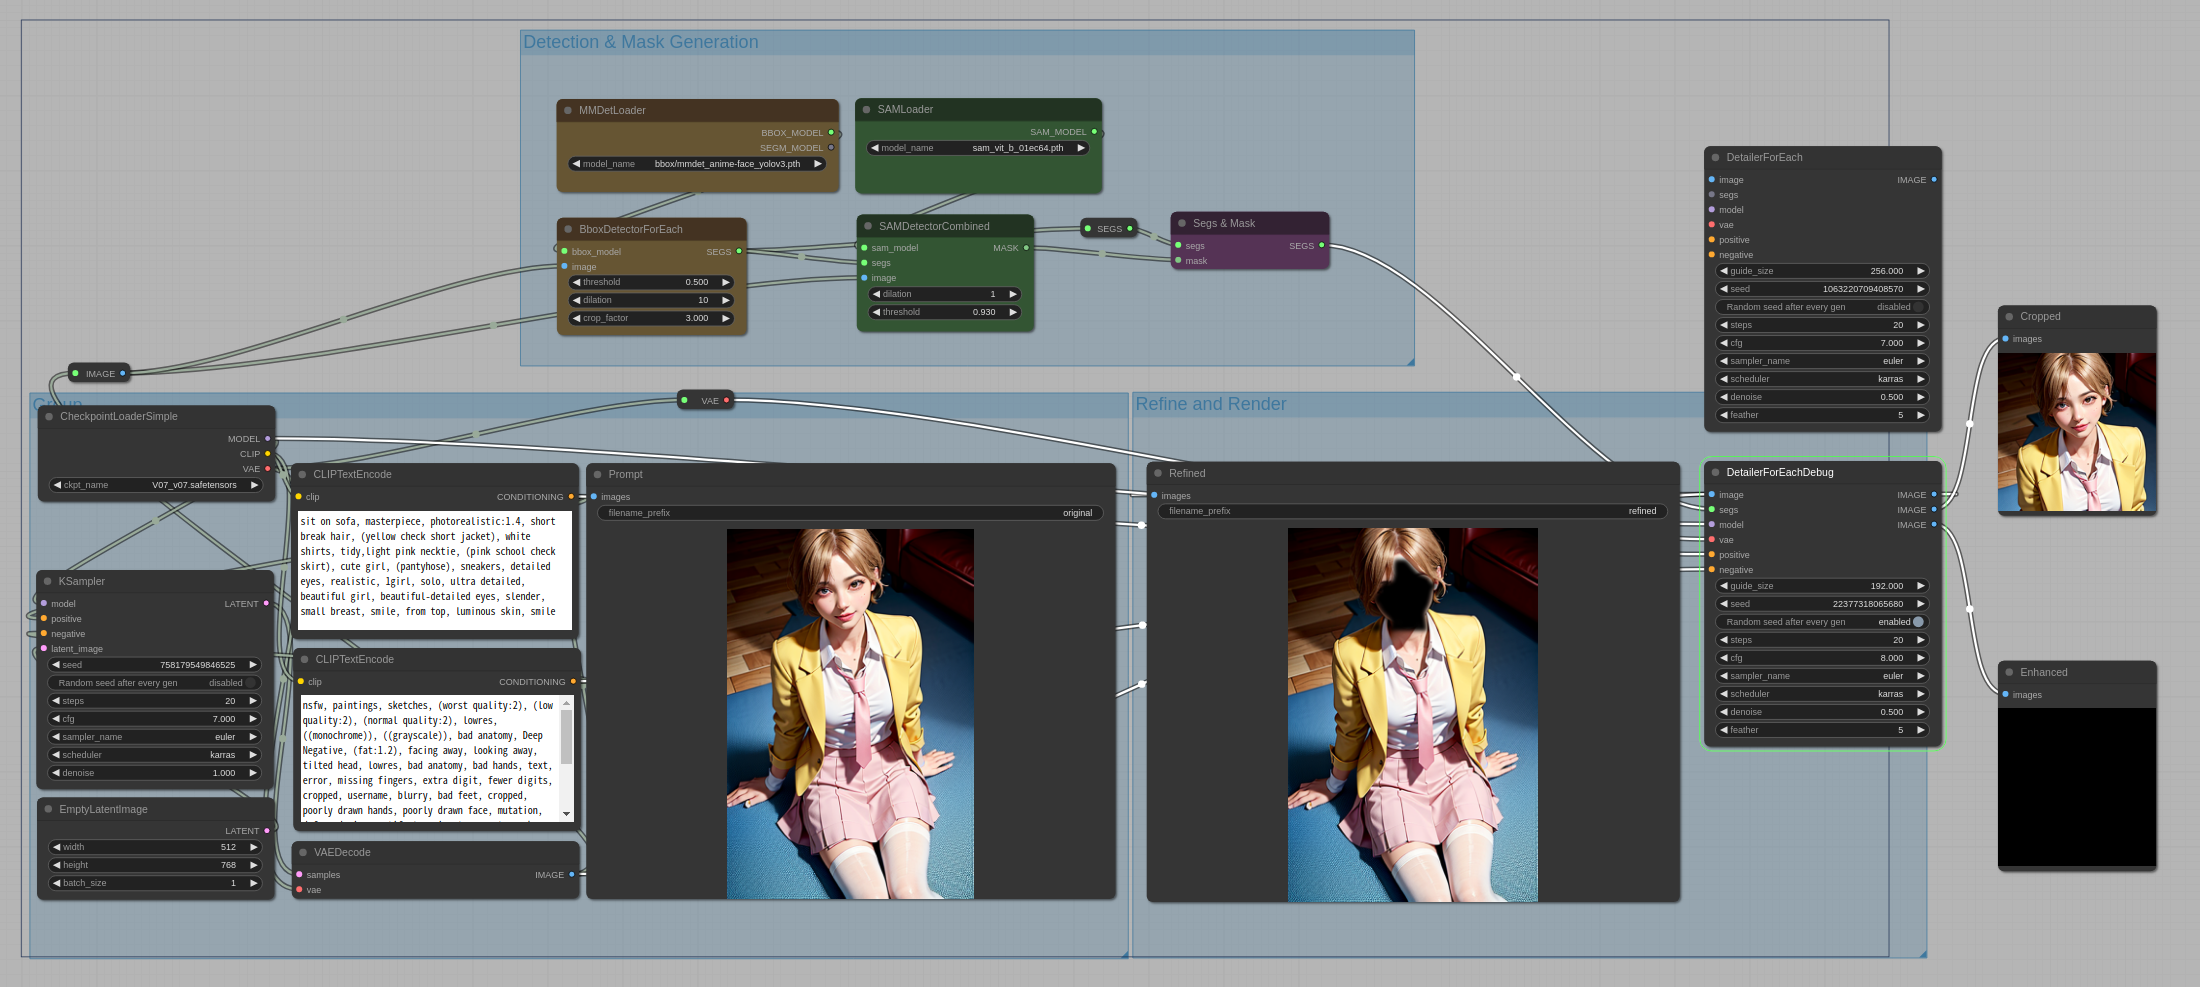 Detection & Mask Generation
MMDetLoader
BBOX_MODEL
SEGM_MODEL
model_name bbox/mmdet_anime-face_yolov3.pth
SAMLoader
SAM_MODEL
model_name sam_vit_b_01ec64.pth
BboxDetectorForEach
bbox_model SEGS
image
threshold 0.500
dilation 10
crop_factor 3.000
SAMDetectorCombined
sam_model MASK
segs
image
dilation 1
threshold 0.930
SEGS
Segs & Mask
segs SEGS
mask
DetailerForEach
image IMAGE
segs
model
vae
positive
negative
guide_size 256.000
seed 1063220709408570
Random seed after every gen disabled
steps 20
cfg 7.000
sampler_name euler
scheduler karras
denoise 0.500
feather 5
Cropped
images
IMAGE
VAE
Group
CheckpointLoaderSimple
MODEL
CLIP
VAE
ckpt_name V07_v07.safetensors
KSampler
model LATENT
positive
negative
latent_image
seed 758179549846525
Random seed after every gen disabled
steps 20
cfg 7.000
sampler_name euler
scheduler karras
denoise 1.000
EmptyLatentImage
LATENT
width 512
height 768
batch_size 1
CLIPTextEncode
clip CONDITIONING
sit on sofa, masterpiece, photorealistic:1.4, short
break hair, (yellow check short jacket), white
shirts, tidy,light pink necktie, (pink school check
skirt), cute girl, (pantyhose), sneakers, detailed
eyes, realistic, 1girl, solo, ultra detailed,
beautiful girl, beautiful-detailed eyes, slender,
small breast, smile, from top, luminous skin, smile
CLIPTextEncode
clip CONDITIONING
nsfw, paintings, sketches, (worst quality:2), (low
quality:2), (normal quality:2), lowres,
((monochrome)), ((grayscale)), bad anatomy, Deep
Negative, (fat:1.2), facing away, looking away,
tilted head, lowres, bad anatomy, bad hands, text,
error, missing fingers, extra digit, fewer digits,
cropped, username, blurry, bad feet, cropped,
poorly drawn hands, poorly drawn face, mutation,
VAEDecode
samples IMAGE
vae
Prompt
images
filename_prefix original
Refine and Render
Refined
images
filename_prefix refined
DetailerForEachDebug
image IMAGE
segs IMAGE
model IMAGE
vae
positive
negative
guide_size 192.000
seed 22377318065680
Random seed after every gen enabled
steps 20
cfg 8.000
sampler_name euler
scheduler karras
denoise 0.500
feather 5
Enhanced
images